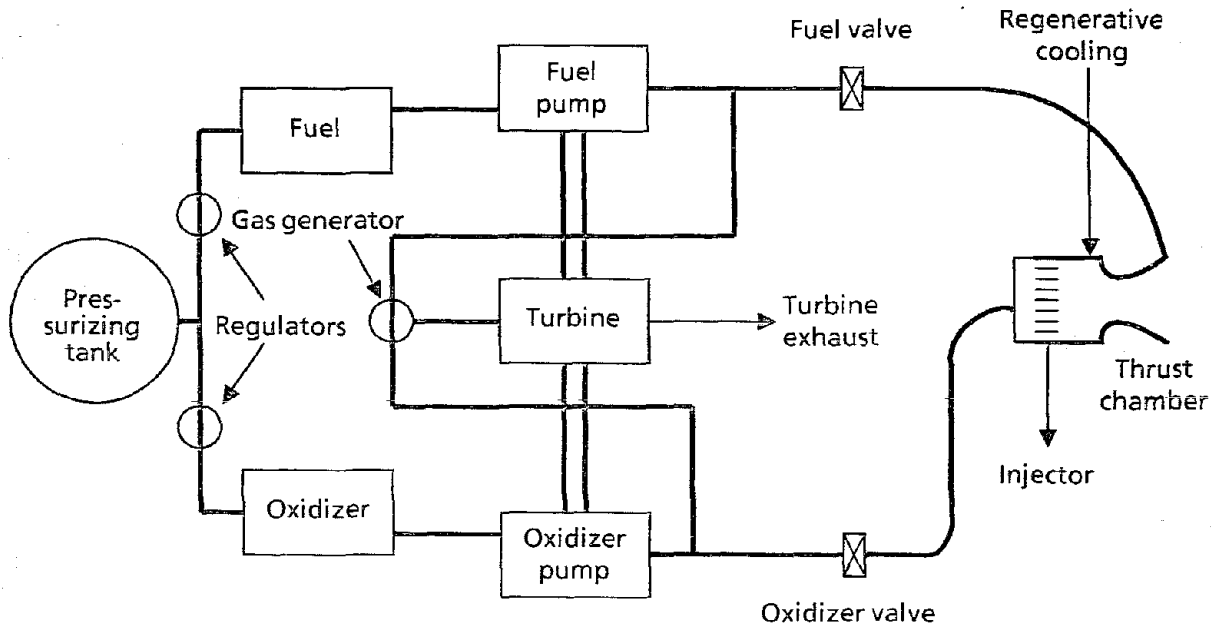 Regenerative
cooling
Fuel valve
Fuel
pump
Fuel
Gas generator
Pres-
surizing
tank
Regulators
Turbine
Turbine
exhaust
Thrust
chamber
Injector
Oxidizer
Oxidizer
pump
Oxidizer valve